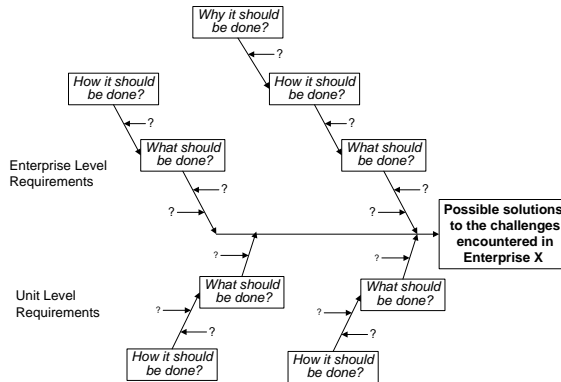 Why it should
be done?
?
How it should
be done?
How it should
be done?
?
?
What should
be done?
What should
be done?
Enterprise Level
Requirements
?
?
?
?
Possible solutions
to the challenges
encountered in
Enterprise X
?
?
What should
be done?
What should
be done?
Unit Level
Requirements
?
?
?
?
How it should
be done?
How it should
be done?